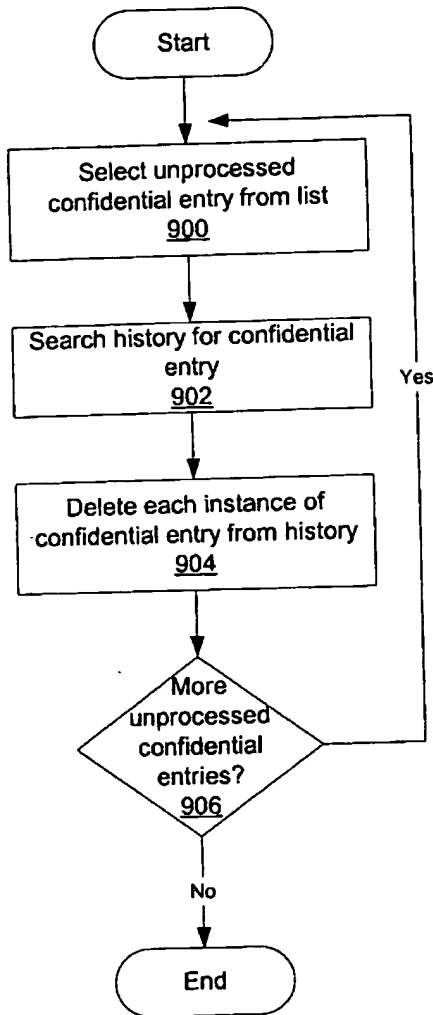 Start
Select unprocessed
confidential entry from list
900
Search history for confidential
entry
902
Delete each instance of
confidential entry from history
904
More
unprocessed
confidential
entries?
906
Yes
No
End